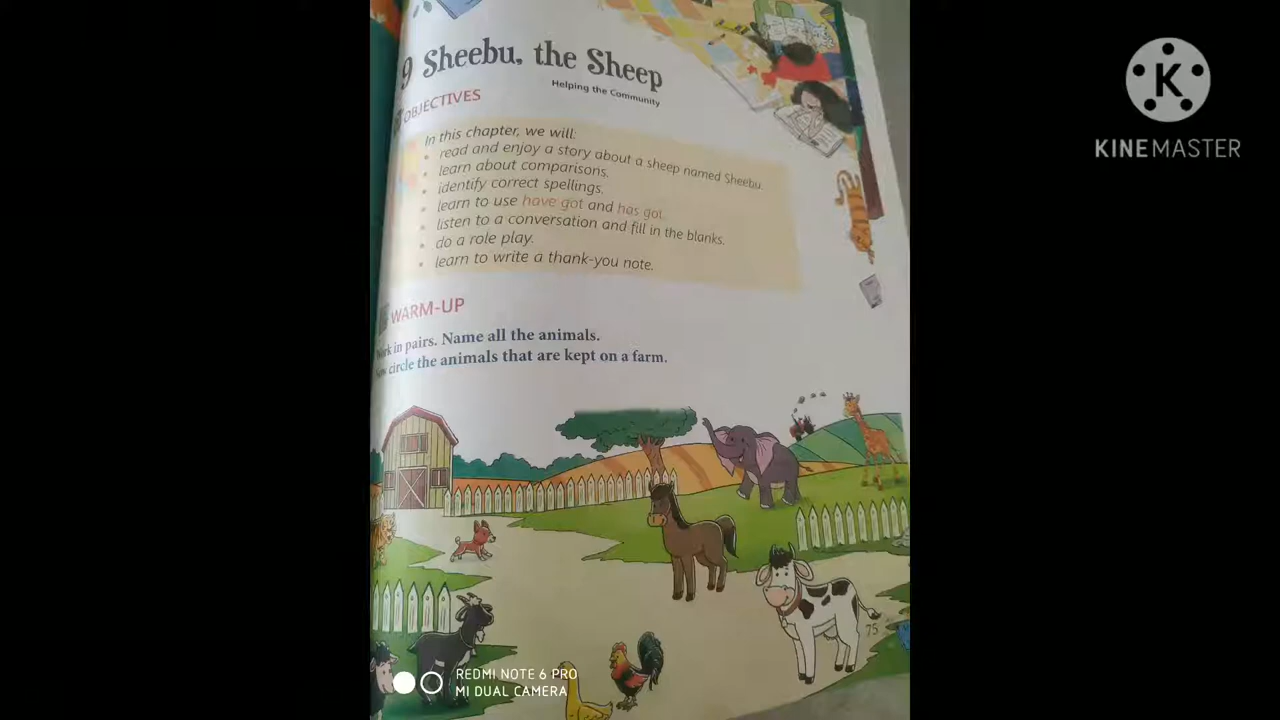 9 Sheebu, the Sheep
Helping the Community
OBJECTIVES
In this chapter, we will:
• read and enjoy a story about a sheep named Sheebu.
• learn about comparisons.
• identify correct spellings.
• learn to use have got and has got.
• listen to a conversation and fill in the blanks.
• do a role play.
• learn to write a thank-you note.
WARM-UP
in pairs. Name all the animals.
circle the animals that are kept on a farm.
75
REDMI NOTE 6 PRO
MI DUAL CAMERA
K
KINEMASTER